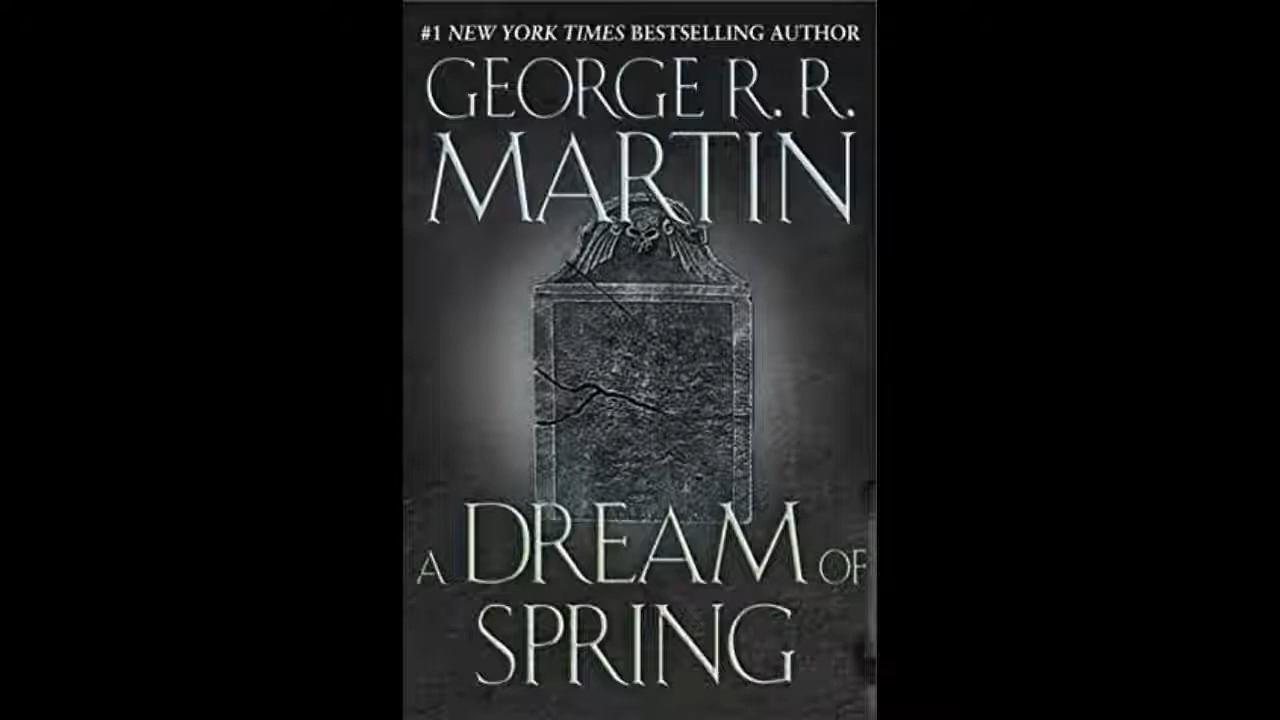 #1 NEW YORK TIMES BESTSELLING AUTHOR
GEORGE R. R.
MARTIN
A DREAM OF
SPRING